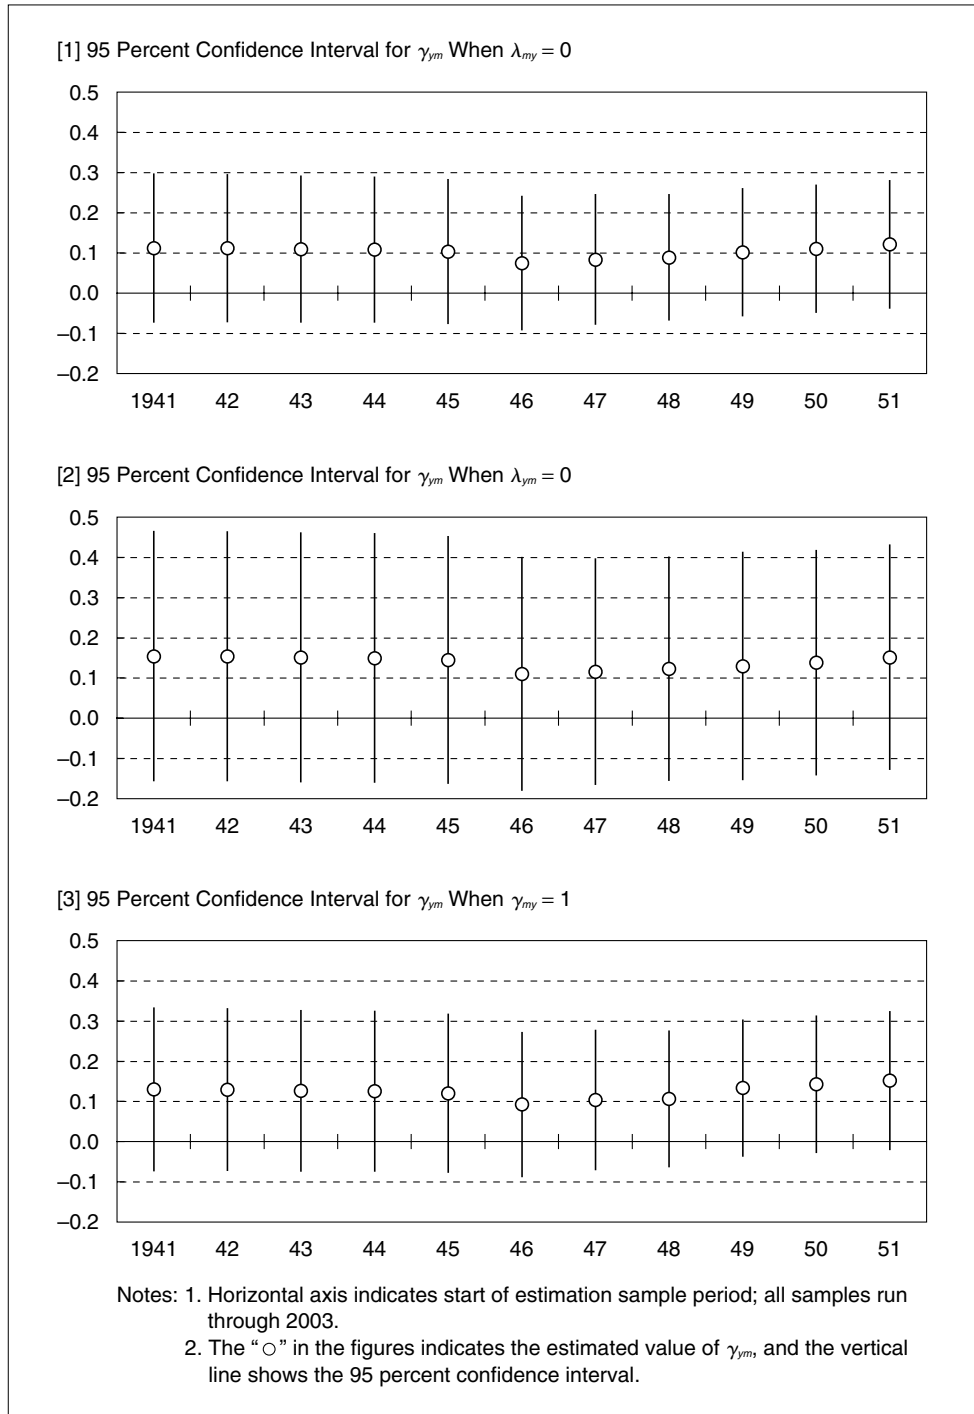 [1] 95 Percent Confidence Interval for γym When λmy = 0
0.5
0.4
0.3
0.2
0.1
0.0
−0.1
−0.2
1941 42 43 44 45 46 47 48 49 50 51
[2] 95 Percent Confidence Interval for γym When λym = 0
0.5
0.4
0.3
0.2
0.1
0.0
−0.1
−0.2
1941 42 43 44 45 46 47 48 49 50 51
[3] 95 Percent Confidence Interval for γym When γmy = 1
0.5
0.4
0.3
0.2
0.1
0.0
−0.1
−0.2
1941 42 43 44 45 46 47 48 49 50 51
Notes: 1. Horizontal axis indicates start of estimation sample period; all samples run
through 2003.
2. The “○” in the figures indicates the estimated value of γym, and the vertical
line shows the 95 percent confidence interval.